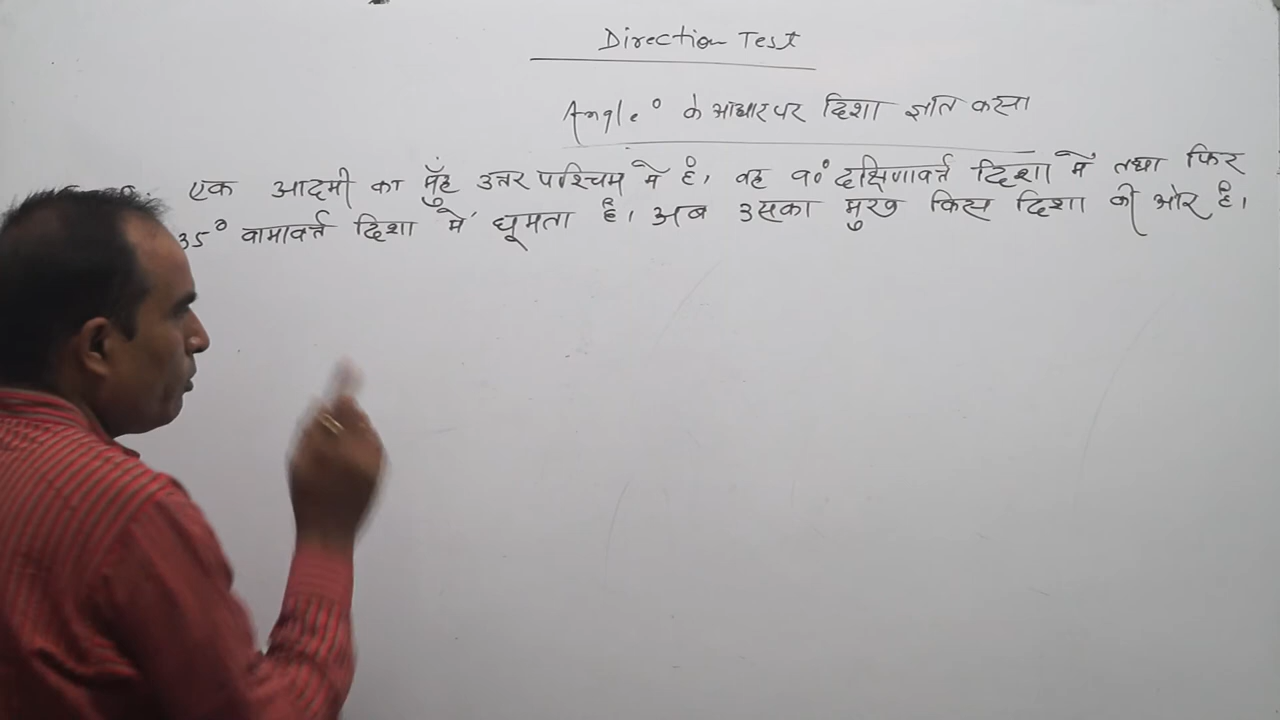 Direction Test
Angle° के आधार पर दिशा ज्ञात करना
एक आदमी का मुँह उत्तर पश्चिम में है, वह 90° दक्षिणावर्त्त दिशा में तथा फिर
35° वामावर्त्त दिशा में घूमता है। अब उसका मुख किस दिशा की ओर है।